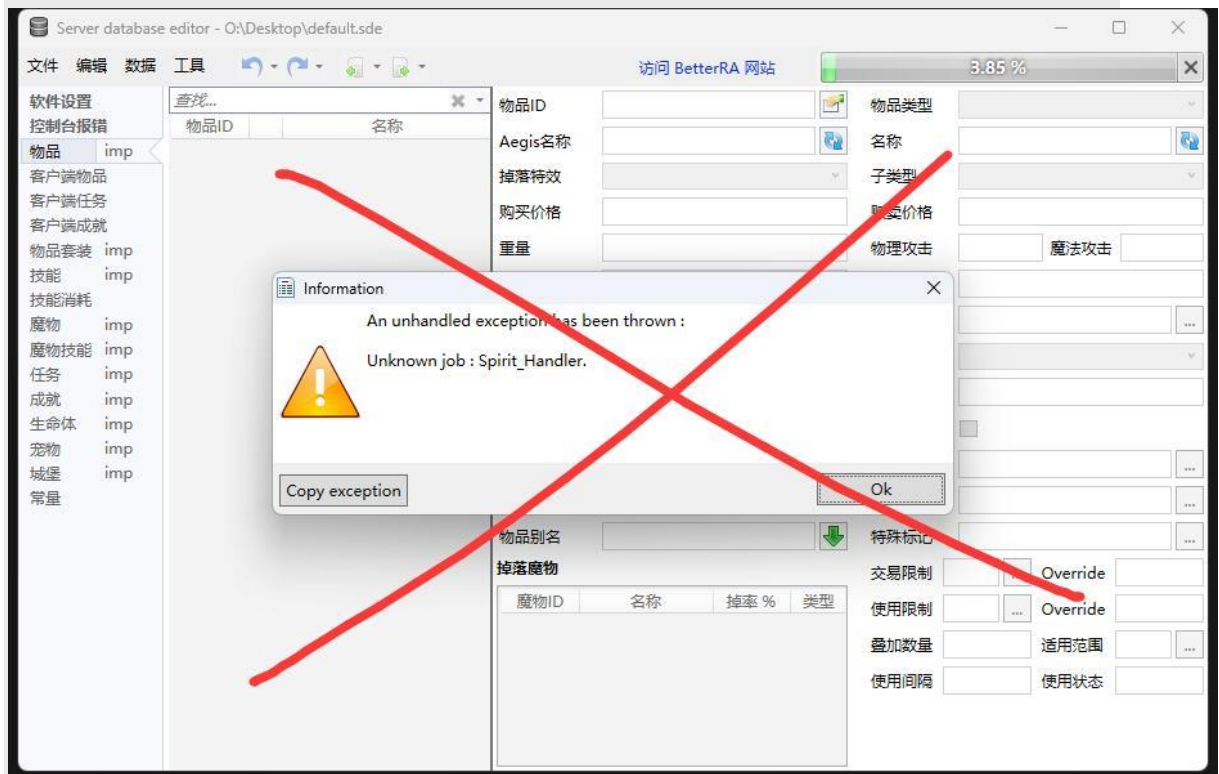 Server database editor - O:\Desktop\default.sde
文件 编辑 数据 工具
访问 BetterRA 网站
3.85 %
软件设置
控制台报错
物品 imp
客户端物品
客户端任务
客户端成就
物品套装 imp
技能 imp
技能消耗
魔物 imp
魔物技能 imp
任务 imp
成就 imp
生命体 imp
宠物 imp
城堡 imp
常量
查找...
物品ID 名称
物品ID 物品类型
Aegis名称 名称
掉落特效 子类型
购买价格 贩卖价格
重量 物理攻击 魔法攻击
Information
An unhandled exception has been thrown :
Unknown job : Spirit_Handler.
Copy exception Ok
物品别名 特殊标记
掉落魔物 交易限制 ... Override
魔物ID 名称 掉率 % 类型
使用限制 ... Override
叠加数量 适用范围 ...
使用间隔 使用状态